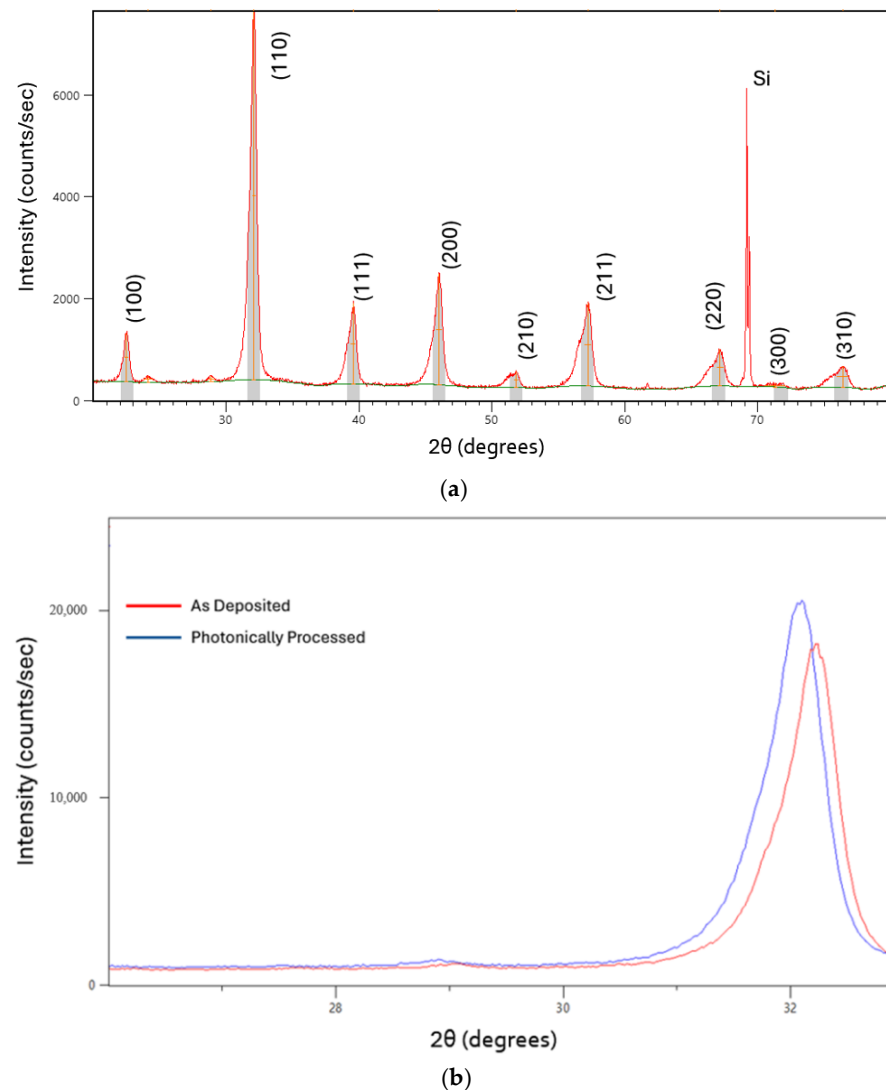 (110)
Si
6000
4000
(200)
(111)
(211)
(100)
(220)
2000
(210)
(310)
(300)
0
30
40
50
60
70
Intensity (counts/sec)
2θ (degrees)
(a)
As Deposited
20,000
Photonically Processed
10,000
0
28
30
32
Intensity (counts/sec)
2θ (degrees)
(b)